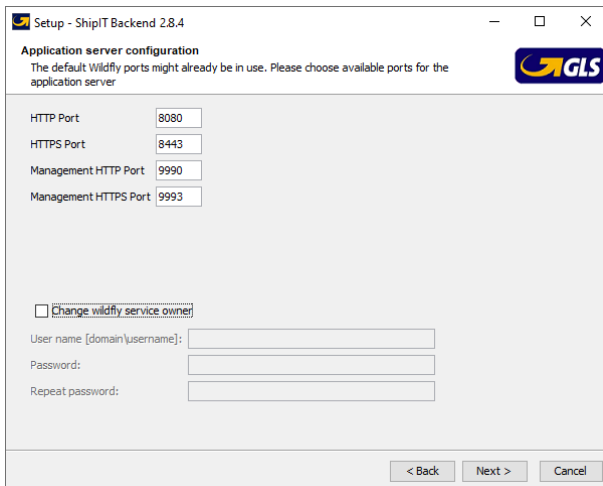 Setup - ShipIT Backend 2.8.4
Application server configuration
The default Wildfly ports might already be in use. Please choose available ports for the
application server
GLS
HTTP Port 8080
HTTPS Port 8443
Management HTTP Port 9990
Management HTTPS Port 9993
Change wildfly service owner
User name [domain\username]:
Password:
Repeat password:
< Back Next > Cancel